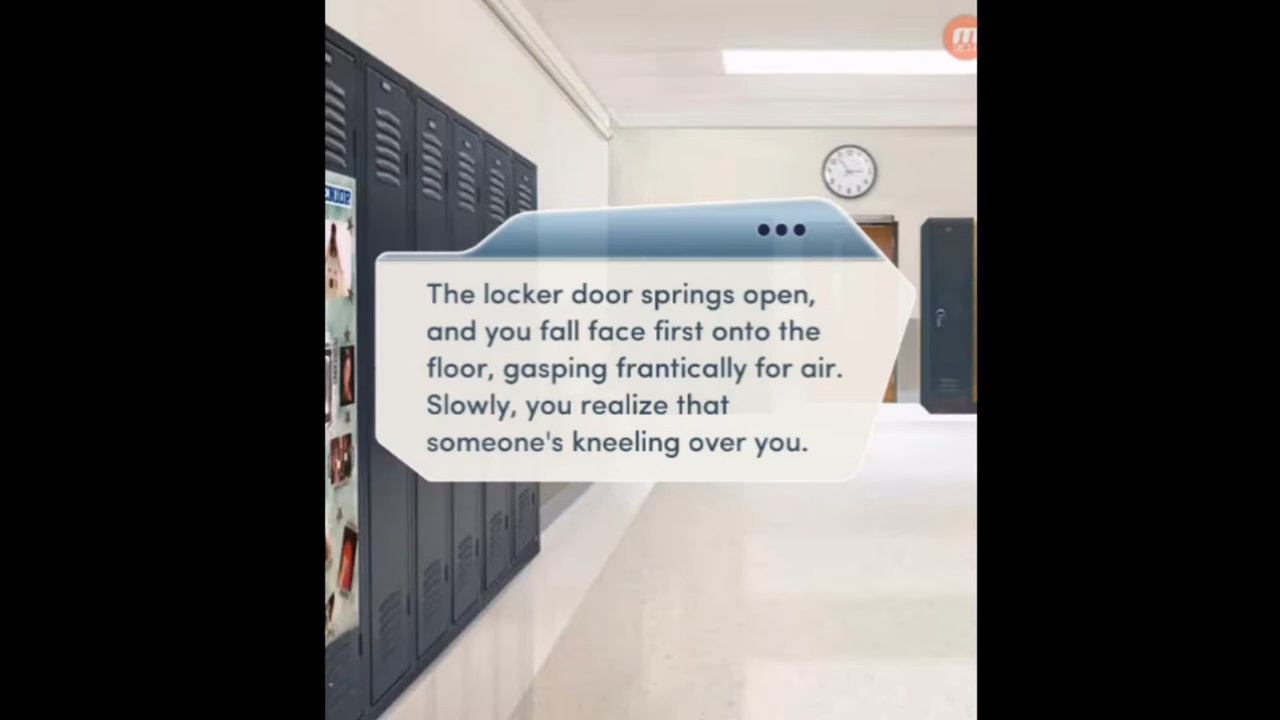 The locker door springs open,
and you fall face first onto the
floor, gasping frantically for air.
Slowly, you realize that
someone's kneeling over you.